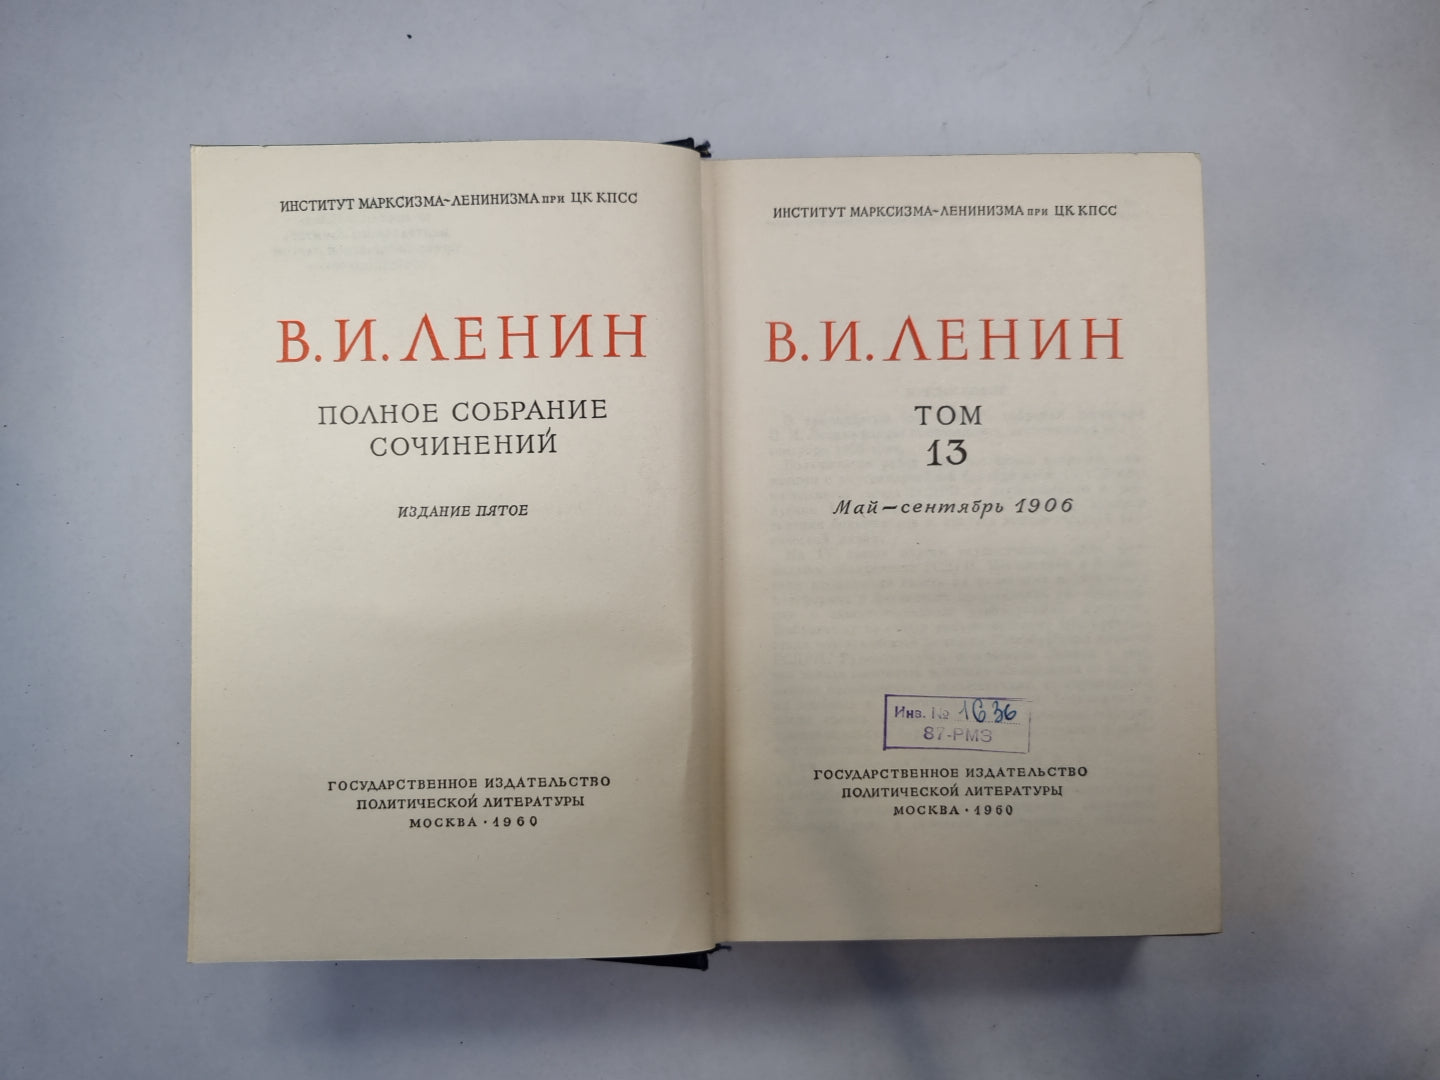 ИНСТИТУТ МАРКСИЗМА~ЛЕНИНИЗМА при ЦК КПСС
В. И. ЛЕНИН
ПОЛНОЕ СОБРАНИЕ
СОЧИНЕНИЙ
ИЗДАНИЕ ПЯТОЕ
ГОСУДАРСТВЕННОЕ ИЗДАТЕЛЬСТВО
ПОЛИТИЧЕСКОЙ ЛИТЕРАТУРЫ
МОСКВА · 1960
ИНСТИТУТ МАРКСИЗМА~ЛЕНИНИЗМА при ЦК КПСС
В. И. ЛЕНИН
ТОМ
13
Май — сентябрь 1906
Инв. № 1636
87-РМЗ
ГОСУДАРСТВЕННОЕ ИЗДАТЕЛЬСТВО
ПОЛИТИЧЕСКОЙ ЛИТЕРАТУРЫ
МОСКВА · 1960